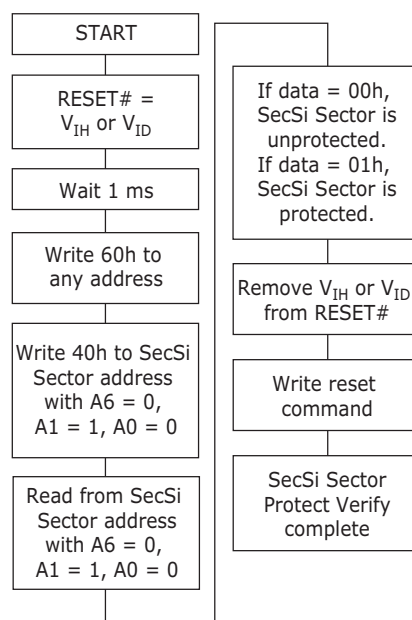 START
RESET# =
V_IH or V_ID
Wait 1 ms
Write 60h to
any address
Write 40h to SecSi
Sector address
with A6 = 0,
A1 = 1, A0 = 0
Read from SecSi
Sector address
with A6 = 0,
A1 = 1, A0 = 0
If data = 00h,
SecSi Sector is
unprotected.
If data = 01h,
SecSi Sector is
protected.
Remove V_IH or V_ID
from RESET#
Write reset
command
SecSi Sector
Protect Verify
complete